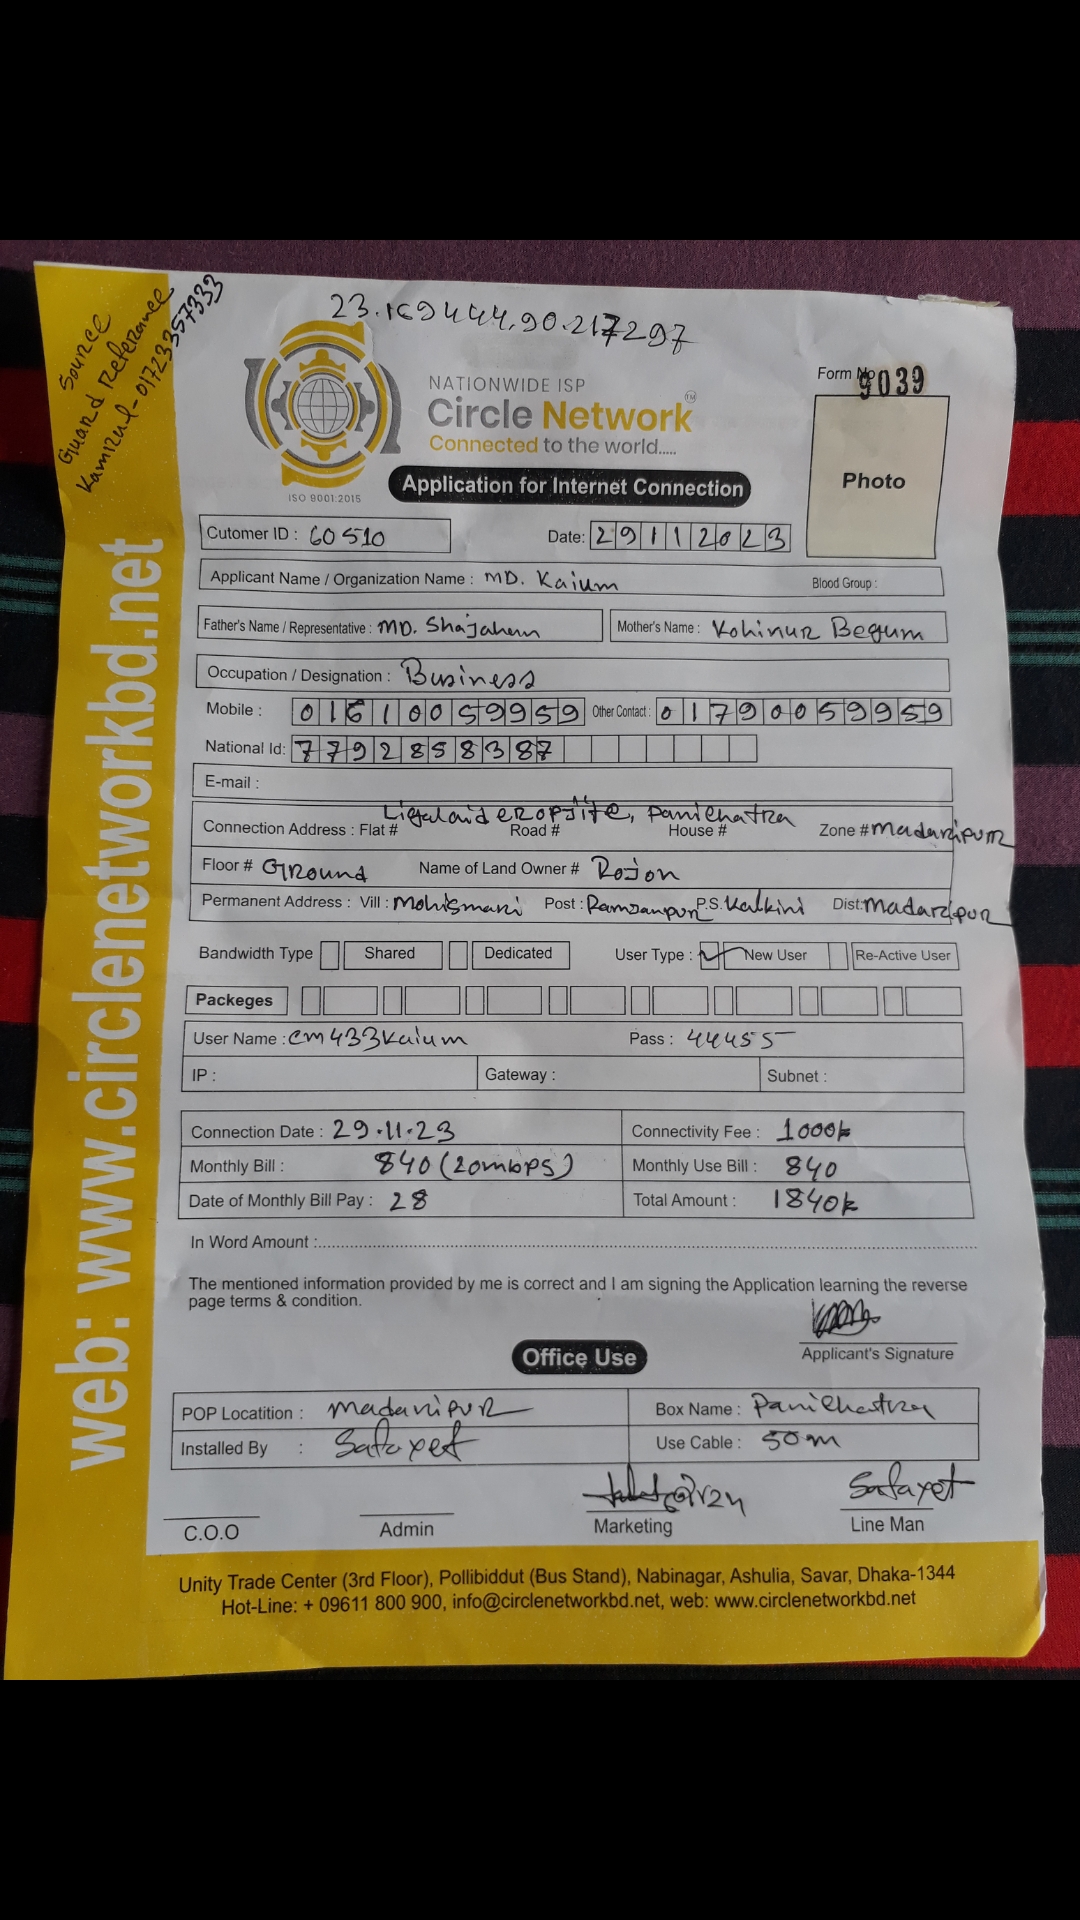 Source
Guard Referance
Kamrul - 01723357333
23.169444,90.217297
NATIONWIDE ISP
Circle Network TM
Connected to the world.....
ISO 9001:2015
Form No 9039
Photo
Application for Internet Connection
Cutomer ID : 60510
Date: 29112023
Applicant Name / Organization Name : MD. Kaium
Blood Group :
Father's Name / Representative : MD. Shajahan
Mother's Name : Kohinur Begum
Occupation / Designation : Business
Mobile : 01610059959 Other Contact : 01790059959
National Id: 7792858387
E-mail :
Panichatra
Connection Address : Flat # Road # House # Zone # Madaripur
Floor # Ground Name of Land Owner # Rojon
Permanent Address : Vill : Mohismari Post : Ramjanpur P.S. Kalkini Dist: Madaripur
Bandwidth Type Shared Dedicated User Type : New User Re-Active User
Packeges
User Name : cm433kaium Pass : 44455
IP : Gateway : Subnet :
Connection Date : 29.11.23 Connectivity Fee : 1000
Monthly Bill : 840 (20mbps) Monthly Use Bill : 840
Date of Monthly Bill Pay : 28 Total Amount : 1840
In Word Amount :
The mentioned information provided by me is correct and I am signing the Application learning the reverse
page terms & condition.
Applicant's Signature
Office Use
POP Locatition : Madaripur Box Name : Panichatra
Installed By : Safayet Use Cable : 50m
Safayet
C.O.O Admin Marketing Line Man
Unity Trade Center (3rd Floor), Pollibiddut (Bus Stand), Nabinagar, Ashulia, Savar, Dhaka-1344
Hot-Line: + 09611 800 900, info@circlenetworkbd.net, web: www.circlenetworkbd.net
web: www.circlenetworkbd.net